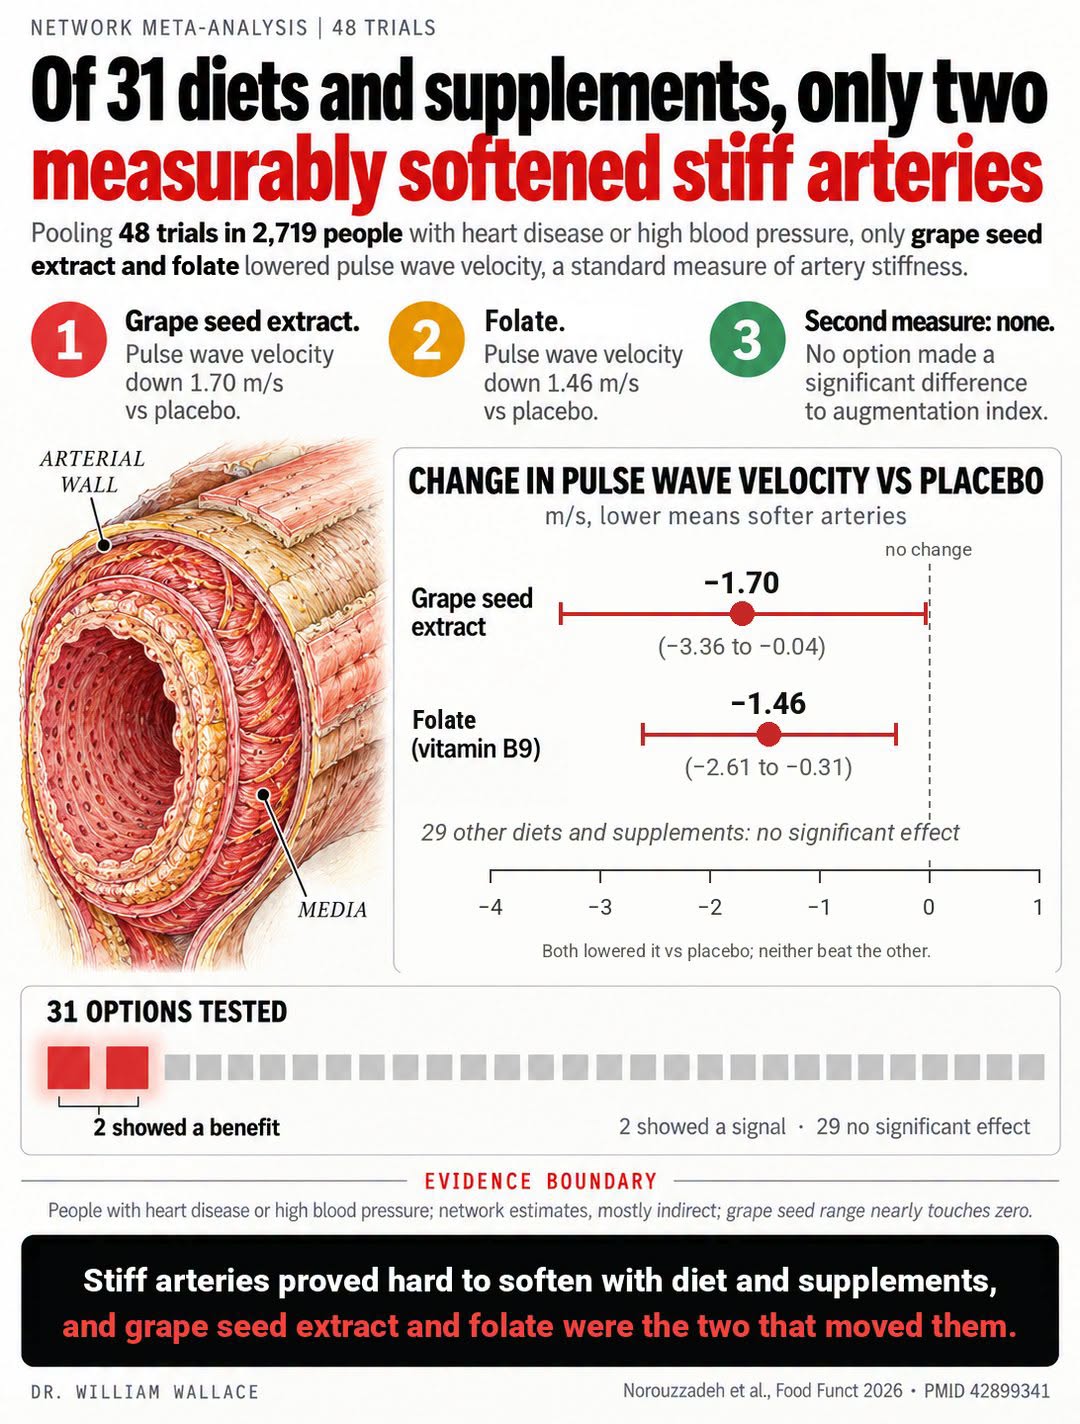 NETWORK META-ANALYSIS | 48 TRIALS
Of 31 diets and supplements, only two
measurably softened stiff arteries
Pooling 48 trials in 2,719 people with heart disease or high blood pressure, only grape seed
extract and folate lowered pulse wave velocity, a standard measure of artery stiffness.
1
Grape seed extract.
Pulse wave velocity
down 1.70 m/s
vs placebo.
2
Folate.
Pulse wave velocity
down 1.46 m/s
vs placebo.
3
Second measure: none.
No option made a
significant difference
to augmentation index.
ARTERIAL
WALL
MEDIA
CHANGE IN PULSE WAVE VELOCITY VS PLACEBO
m/s, lower means softer arteries
no change
Grape seed
extract
−1.70
(−3.36 to −0.04)
Folate
(vitamin B9)
−1.46
(−2.61 to −0.31)
29 other diets and supplements: no significant effect
−4 −3 −2 −1 0 1
Both lowered it vs placebo; neither beat the other.
31 OPTIONS TESTED
2 showed a benefit
2 showed a signal · 29 no significant effect
EVIDENCE BOUNDARY
People with heart disease or high blood pressure; network estimates, mostly indirect; grape seed range nearly touches zero.
Stiff arteries proved hard to soften with diet and supplements,
and grape seed extract and folate were the two that moved them.
DR. WILLIAM WALLACE
Norouzzadeh et al., Food Funct 2026 • PMID 42899341